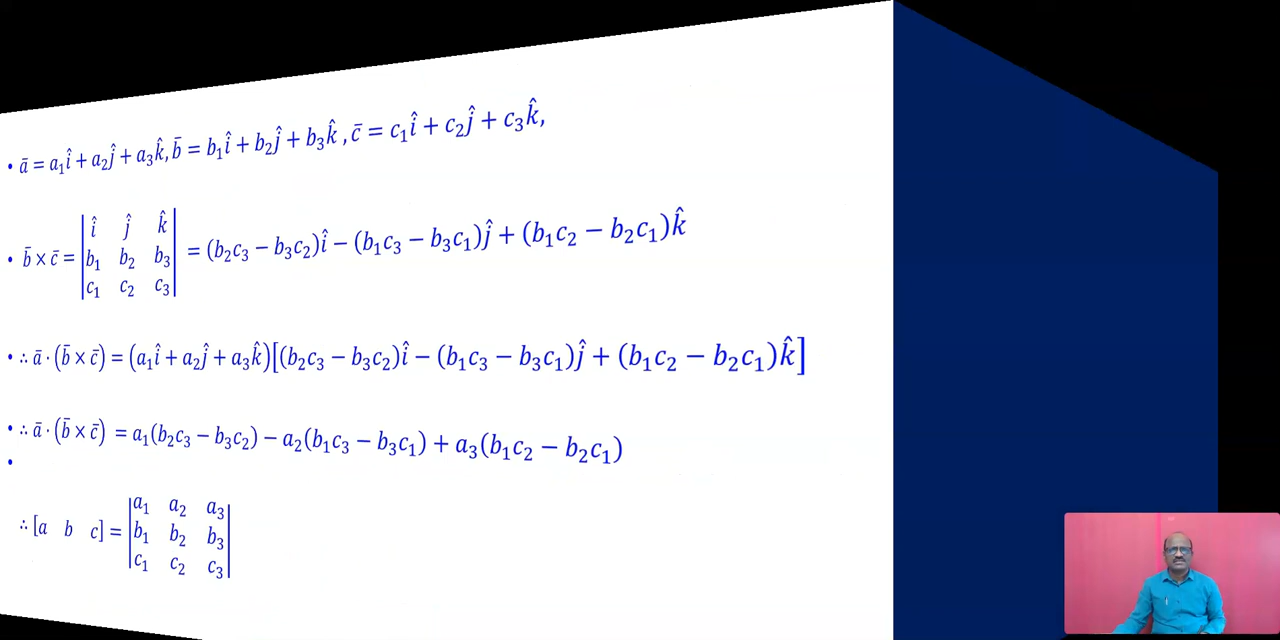 • ā = a₁î + a₂ĵ + a₃k̂, b̄ = b₁î + b₂ĵ + b₃k̂ , c̄ = c₁î + c₂ĵ + c₃k̂,
• b̄ × c̄ = |î ĵ k̂; b₁ b₂ b₃; c₁ c₂ c₃| = (b₂c₃ − b₃c₂)î − (b₁c₃ − b₃c₁)ĵ + (b₁c₂ − b₂c₁)k̂
• ∴ ā · (b̄ × c̄) = (a₁î + a₂ĵ + a₃k̂)[(b₂c₃ − b₃c₂)î − (b₁c₃ − b₃c₁)ĵ + (b₁c₂ − b₂c₁)k̂]
• ∴ ā · (b̄ × c̄) = a₁(b₂c₃ − b₃c₂) − a₂(b₁c₃ − b₃c₁) + a₃(b₁c₂ − b₂c₁)
•
∴ [a b c] = |a₁ a₂ a₃; b₁ b₂ b₃; c₁ c₂ c₃|